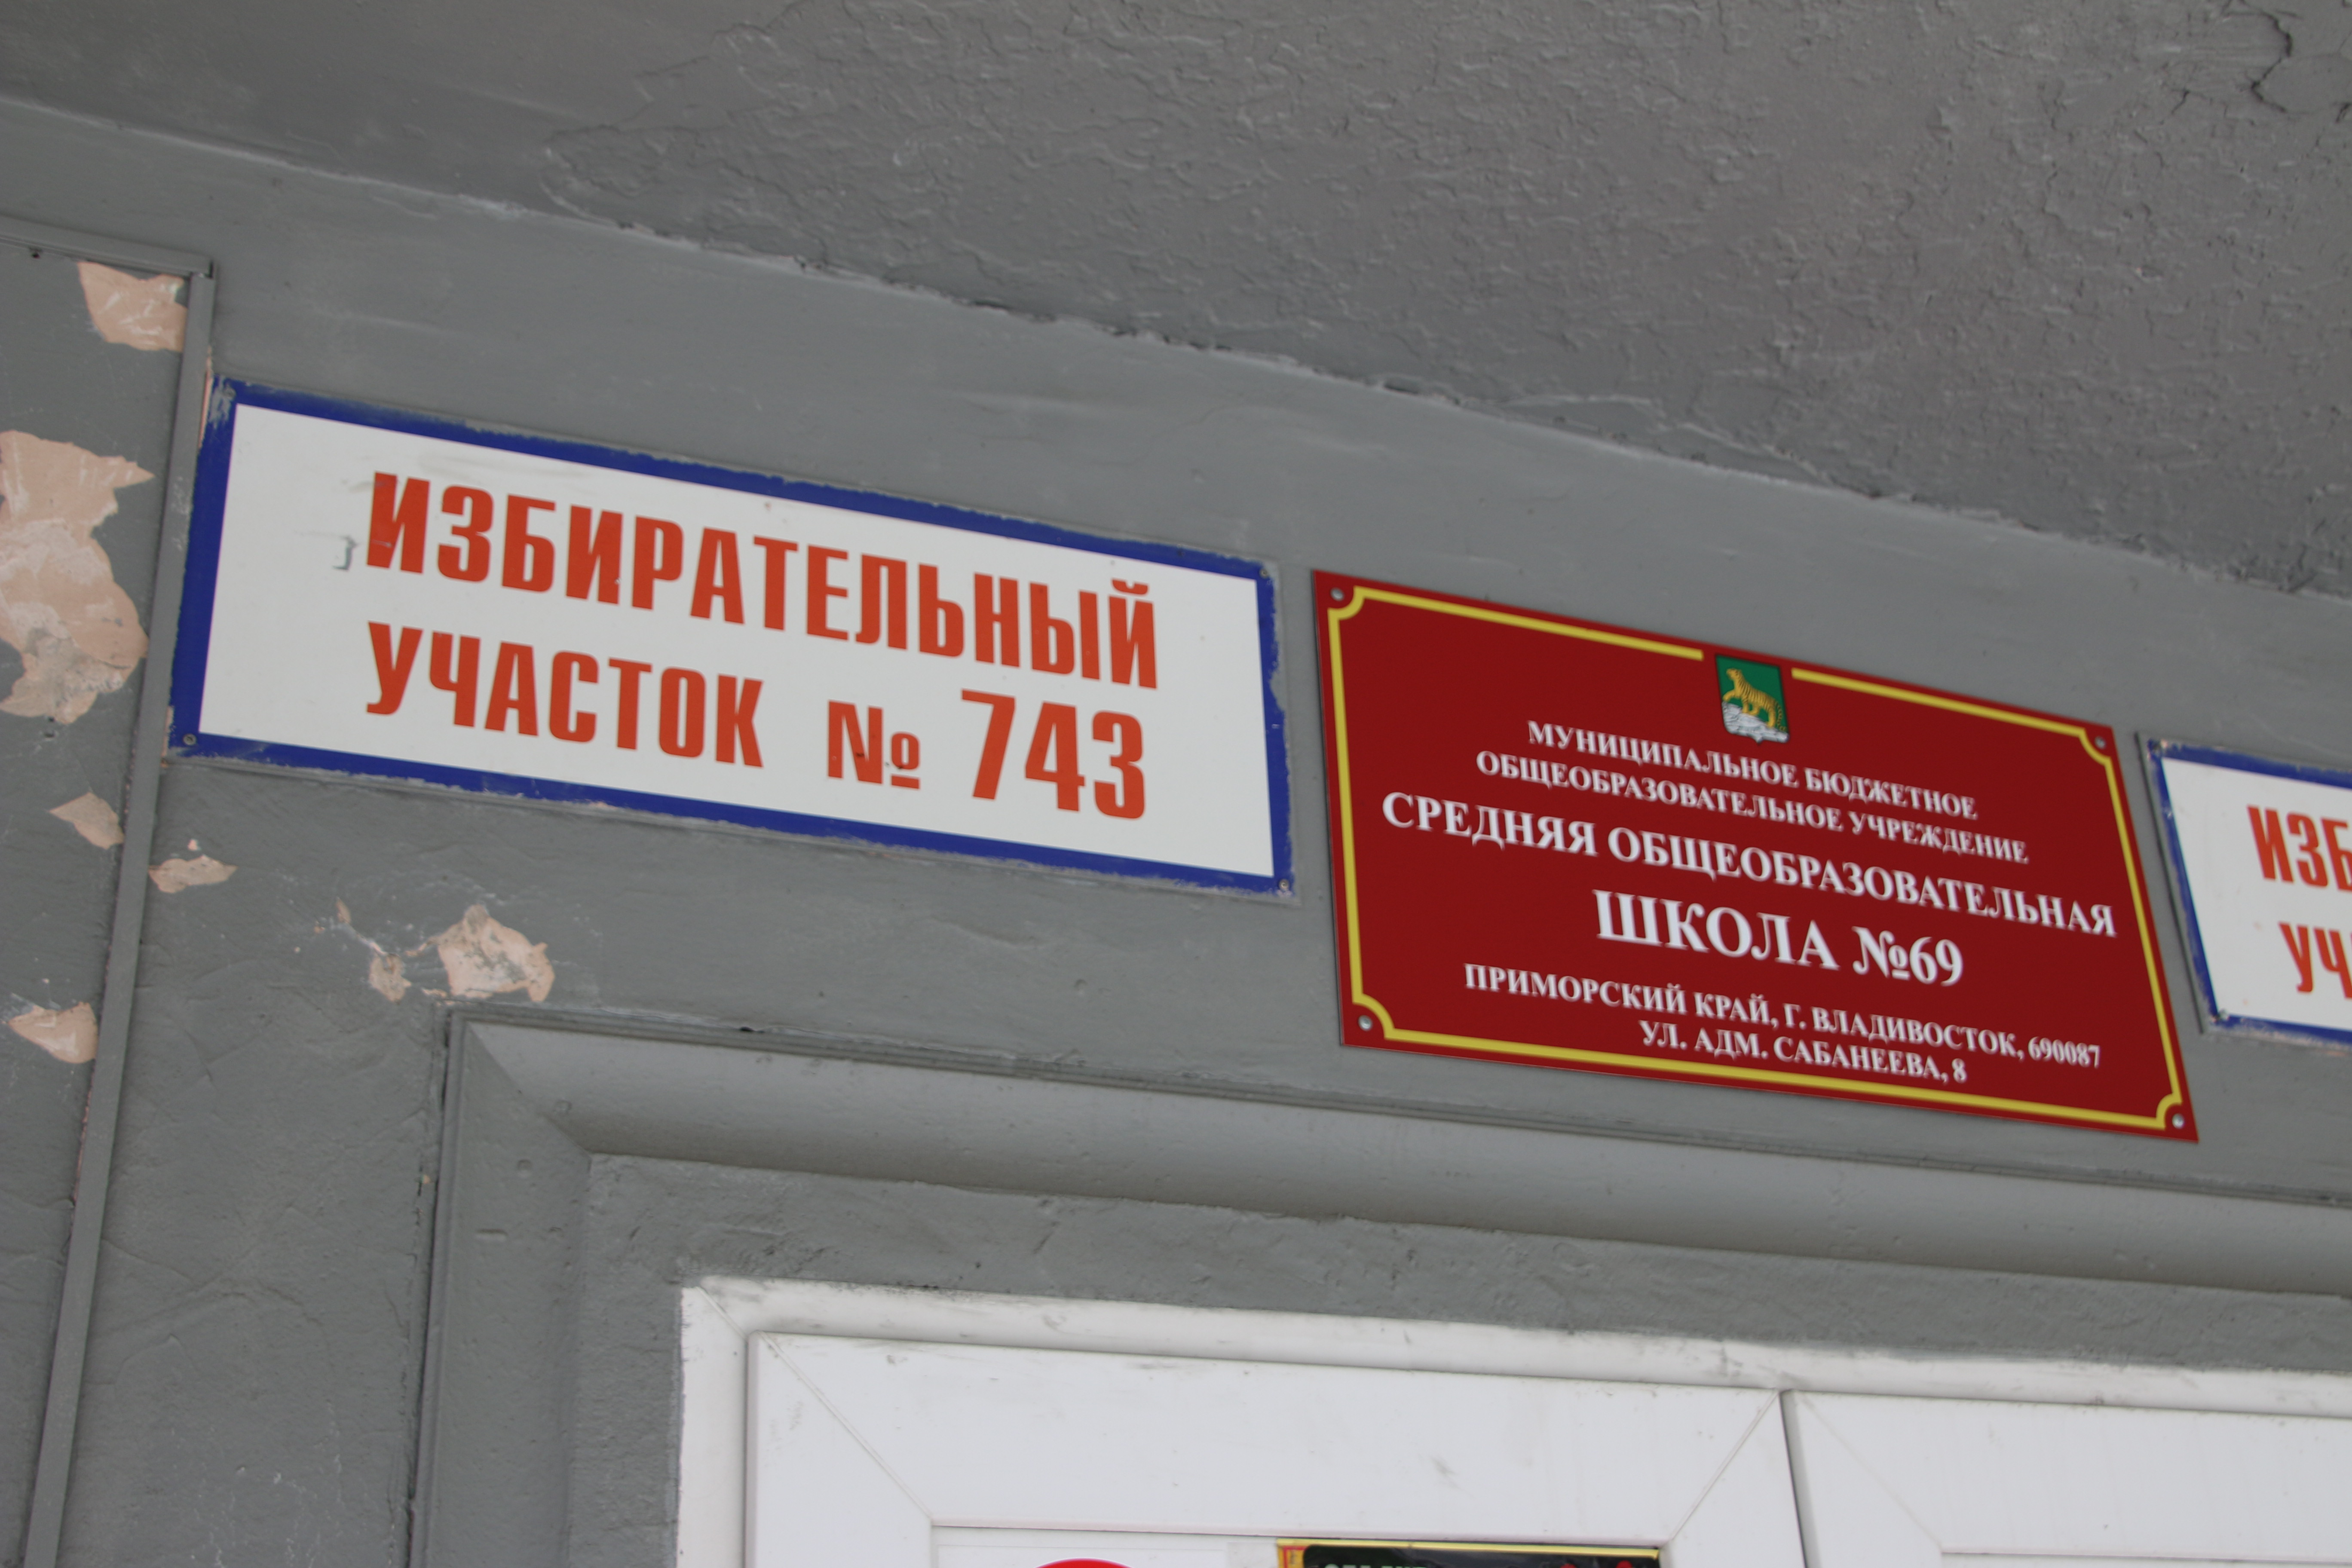 ИЗБИРАТЕЛЬНЫЙ
УЧАСТОК № 743
МУНИЦИПАЛЬНОЕ БЮДЖЕТНОЕ
ОБЩЕОБРАЗОВАТЕЛЬНОЕ УЧРЕЖДЕНИЕ
СРЕДНЯЯ ОБЩЕОБРАЗОВАТЕЛЬНАЯ
ШКОЛА №69
ПРИМОРСКИЙ КРАЙ, Г. ВЛАДИВОСТОК, 690087
УЛ. АДМ. САБАНЕЕВА, 8
ИЗБ
УЧ